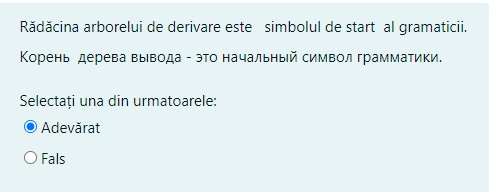 Rădăcina arborelui de derivare este simbolul de start al gramaticii.
Корень дерева вывода - это начальный символ грамматики.
Selectați una din urmatoarele:
Adevărat
Fals